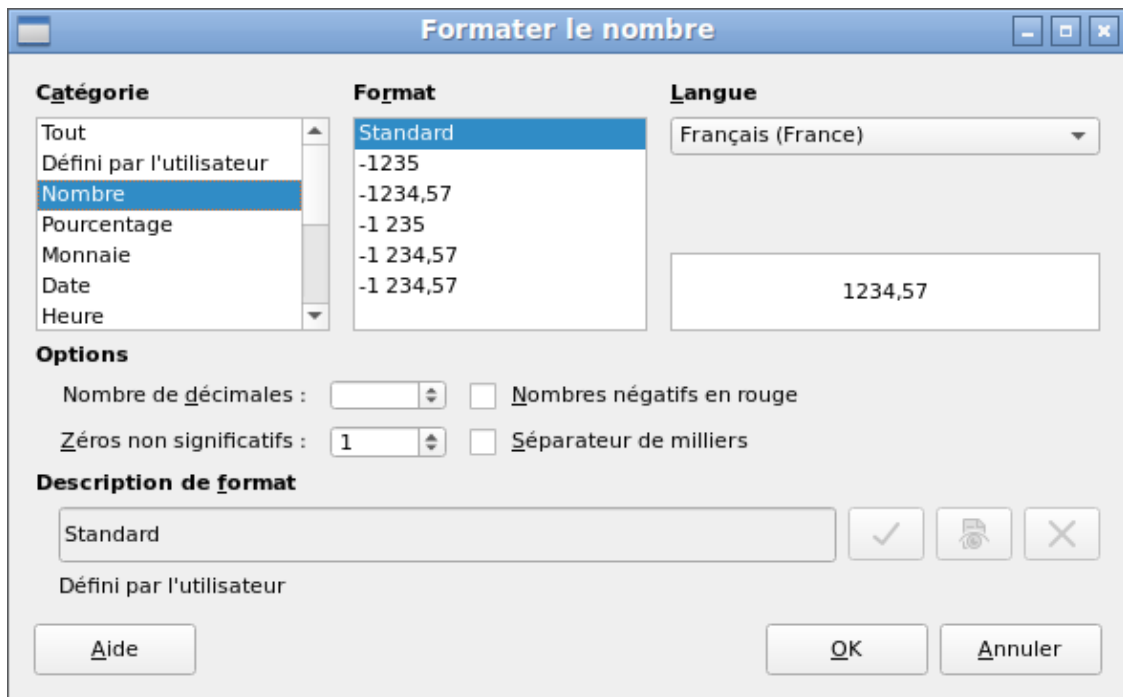 Formater le nombre
Catégorie
Tout
Défini par l'utilisateur
Nombre
Pourcentage
Monnaie
Date
Heure
Format
Standard
-1235
-1234,57
-1 235
-1 234,57
-1 234,57
Langue
Français (France)
1234,57
Options
Nombre de décimales :
Nombres négatifs en rouge
Zéros non significatifs : 1
Séparateur de milliers
Description de format
Standard
Défini par l'utilisateur
Aide
OK
Annuler